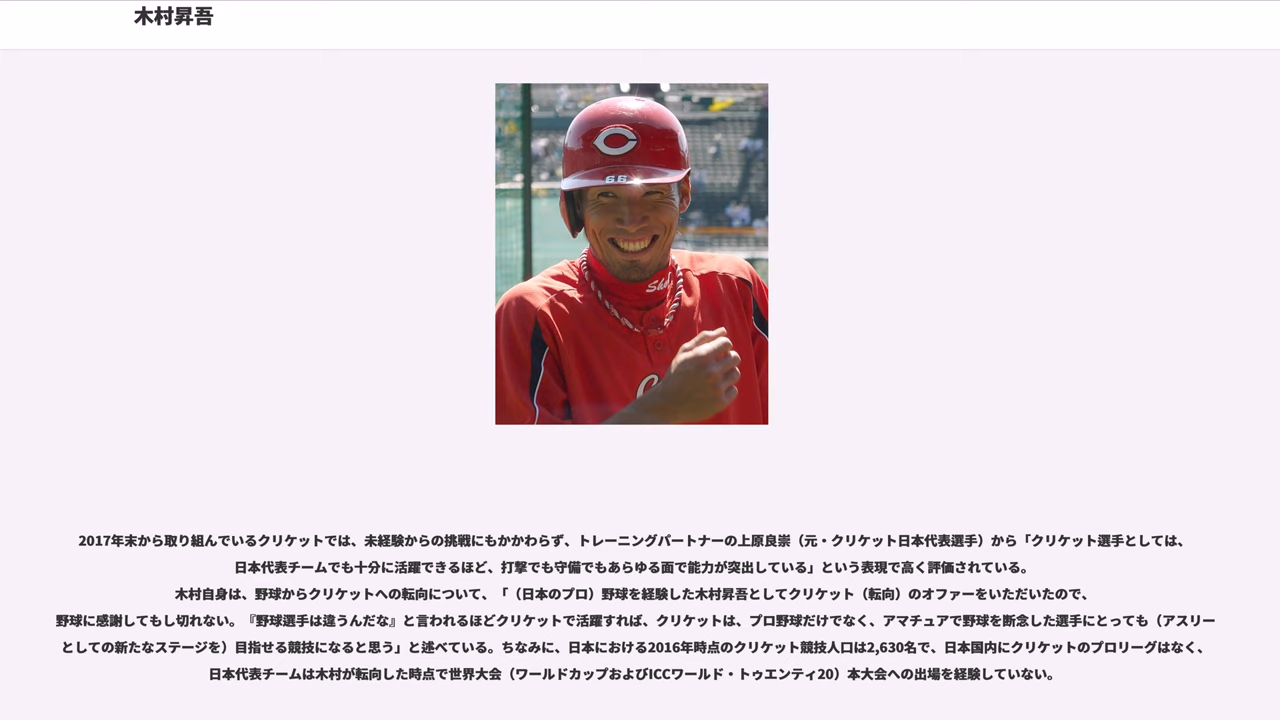 木村昇吾
C
66
Sho
2017年末から取り組んでいるクリケットでは、未経験からの挑戦にもかかわらず、トレーニングパートナーの上原良崇（元・クリケット日本代表選手）から「クリケット選手としては、
日本代表チームでも十分に活躍できるほど、打撃でも守備でもあらゆる面で能力が突出している」という表現で高く評価されている。
木村自身は、野球からクリケットへの転向について、「（日本のプロ）野球を経験した木村昇吾としてクリケット（転向）のオファーをいただいたので、
野球に感謝してもし切れない。『野球選手は違うんだな』と言われるほどクリケットで活躍すれば、クリケットは、プロ野球だけでなく、アマチュアで野球を断念した選手にとっても（アスリー
としての新たなステージを）目指せる競技になると思う」と述べている。ちなみに、日本における2016年時点のクリケット競技人口は2,630名で、日本国内にクリケットのプロリーグはなく、
日本代表チームは木村が転向した時点で世界大会（ワールドカップおよびICCワールド・トゥエンティ20）本大会への出場を経験していない。